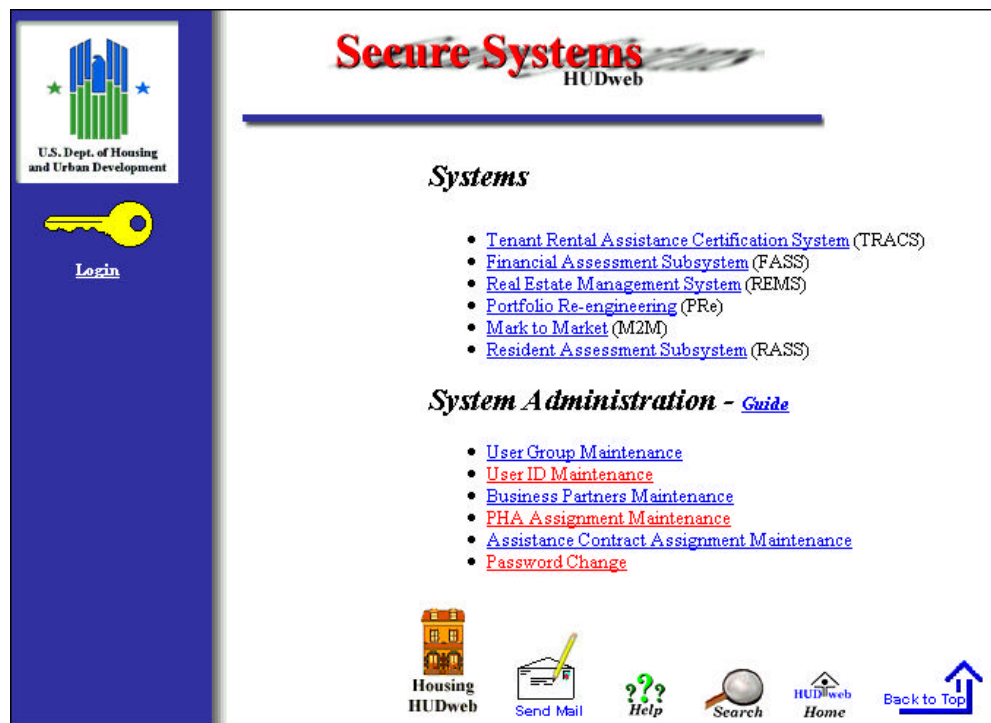 U.S. Dept. of Housing
and Urban Development
Login
Secure Systems
HUDweb
Systems
Tenant Rental Assistance Certification System (TRACS)
Financial Assessment Subsystem (FASS)
Real Estate Management System (REMS)
Portfolio Re-engineering (PRe)
Mark to Market (M2M)
Resident Assessment Subsystem (RASS)
System Administration - Guide
User Group Maintenance
User ID Maintenance
Business Partners Maintenance
PHA Assignment Maintenance
Assistance Contract Assignment Maintenance
Password Change
Housing
HUDweb
Send Mail
???
Help
Search
HUDweb
Home
Back to Top